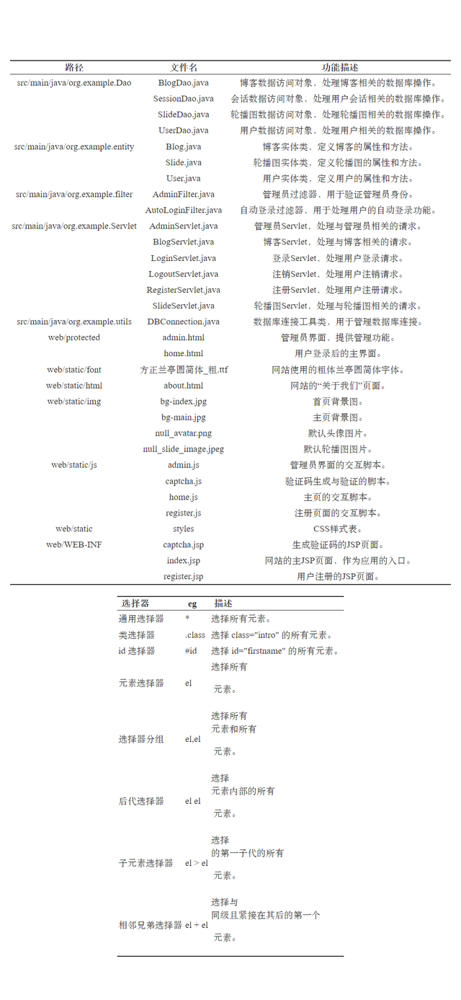 路径 文件名 功能描述
src/main/java/org.example.Dao BlogDao.java 博客数据访问对象，处理博客相关的数据库操作。
SessionDao.java 会话数据访问对象，处理用户会话相关的数据库操作。
SlideDao.java 轮播图数据访问对象，处理轮播图相关的数据库操作。
UserDao.java 用户数据访问对象，处理用户相关的数据库操作。
src/main/java/org.example.entity Blog.java 博客实体类，定义博客的属性和方法。
Slide.java 轮播图实体类，定义轮播图的属性和方法。
User.java 用户实体类，定义用户的属性和方法。
src/main/java/org.example.filter AdminFilter.java 管理员过滤器，用于验证管理员身份。
AutoLoginFilter.java 自动登录过滤器，用于处理用户的自动登录功能。
src/main/java/org.example.Servlet AdminServlet.java 管理员Servlet，处理与管理员相关的请求。
BlogServlet.java 博客Servlet，处理与博客相关的请求。
LoginServlet.java 登录Servlet，处理用户登录请求。
LogoutServlet.java 注销Servlet，处理用户注销请求。
RegisterServlet.java 注册Servlet，处理用户注册请求。
SlideServlet.java 轮播图Servlet，处理与轮播图相关的请求。
src/main/java/org.example.utils DBConnection.java 数据库连接工具类，用于管理数据库连接。
web/protected admin.html 管理员界面，提供管理功能。
home.html 用户登录后的主界面。
web/static/font 方正兰亭圆简体_粗.ttf 网站使用的粗体兰亭圆简体字体。
web/static/html about.html 网站的“关于我们”页面。
web/static/img bg-index.jpg 首页背景图。
bg-main.jpg 主页背景图。
null_avatar.png 默认头像图片。
null_slide_image.jpeg 默认轮播图图片。
web/static/js admin.js 管理员界面的交互脚本。
captcha.js 验证码生成与验证的脚本。
home.js 主页的交互脚本。
register.js 注册页面的交互脚本。
web/static styles CSS样式表。
web/WEB-INF captcha.jsp 生成验证码的JSP页面。
index.jsp 网站的主JSP页面，作为应用的入口。
register.jsp 用户注册的JSP页面。
选择器 eg 描述
通用选择器 * 选择所有元素。
类选择器 .class 选择 class="intro" 的所有元素。
id 选择器 #id 选择 id="firstname" 的所有元素。
选择所有
元素选择器 el
元素。
选择所有
元素和所有
选择器分组 el,el
元素。
选择
元素内部的所有
后代选择器 el el
元素。
选择
的第一子代的所有
子元素选择器 el > el
元素。
选择与
同级且紧接在其后的第一个
相邻兄弟选择器 el + el
元素。